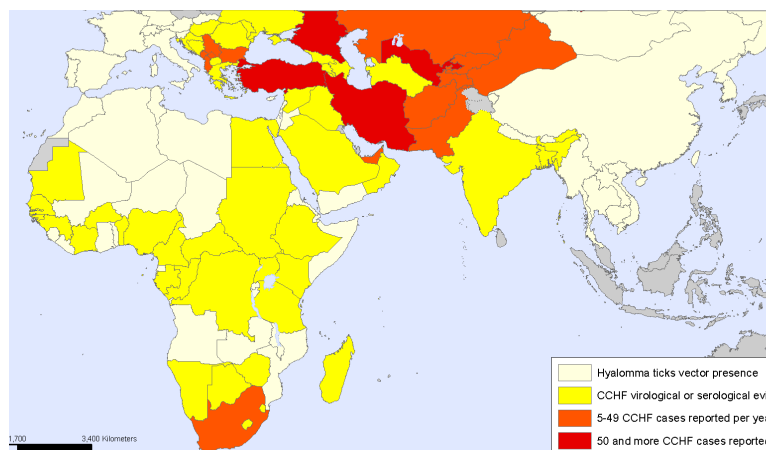 Hyalomma ticks vector presence
CCHF virological or serological evi
5-49 CCHF cases reported per yea
50 and more CCHF cases reported
1,700 3,400 Kilometers